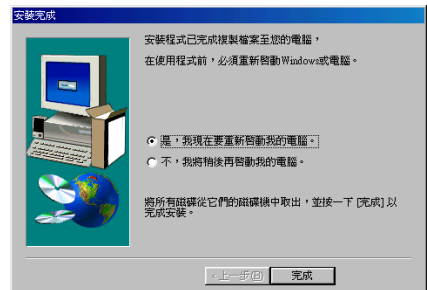 安裝完成
安裝程式已完成複製檔案至您的電腦，
在使用程式前，必須重新啓動Windows或電腦。
是，我現在要重新啓動我的電腦。
不，我將稍後再啓動我的電腦。
將所有磁碟從它們的磁碟機中取出，並按一下 [完成] 以
完成安裝。
<上一步(B)
完成